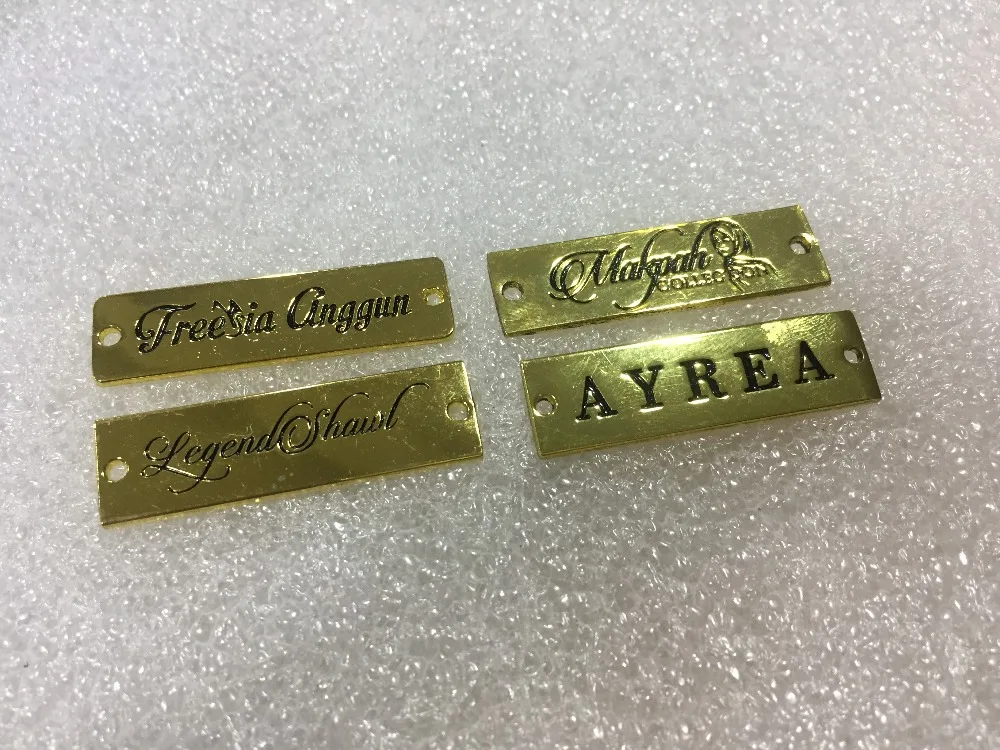 Freesia Anggun
Legend Shawl
Makyah
COLLECTION
AYREA